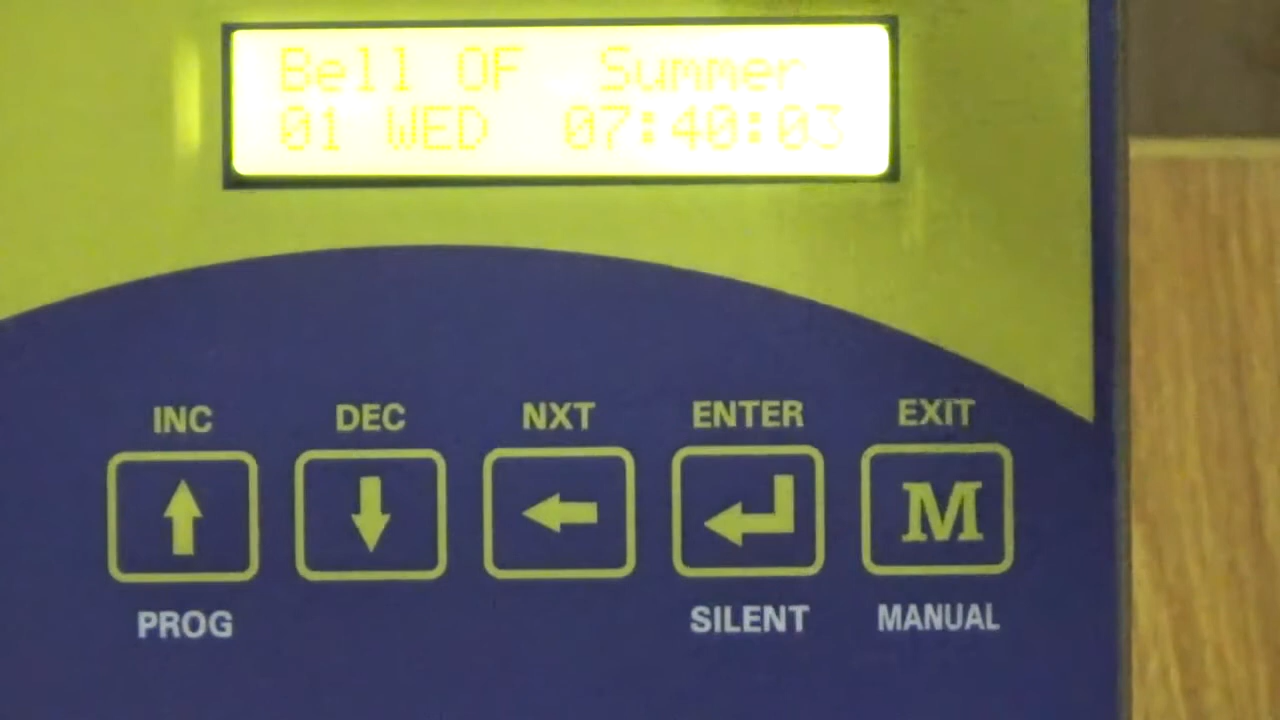 Bell OF Summer
01 WED 07:40:03
INC DEC NXT ENTER EXIT
M
PROG SILENT MANUAL